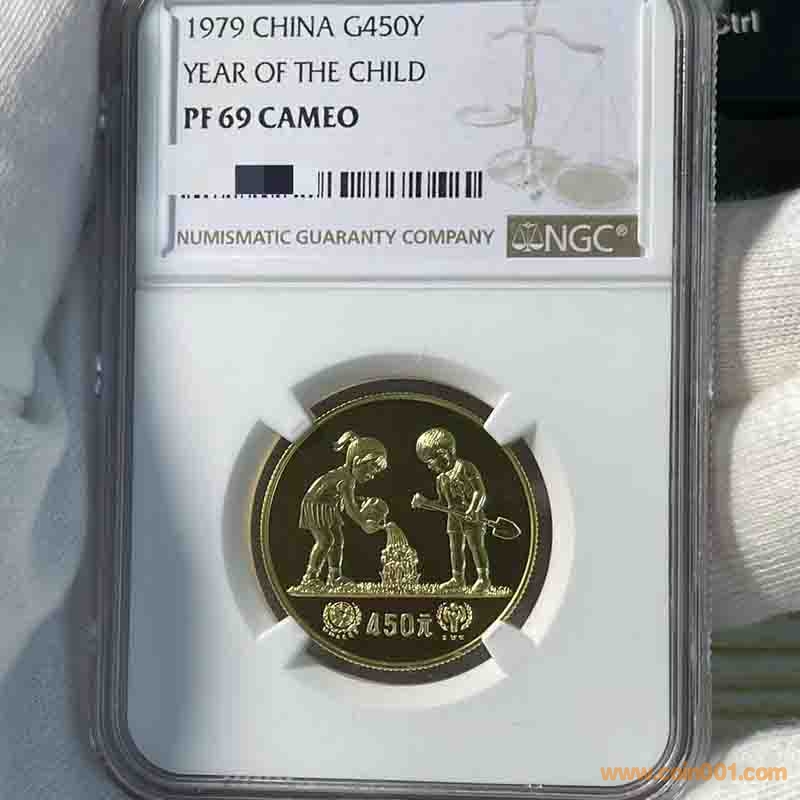 1979 CHINA G450Y
YEAR OF THE CHILD
PF 69 CAMEO
NUMISMATIC GUARANTY COMPANY
NGC®
450元
Ctrl
www.coin001.com